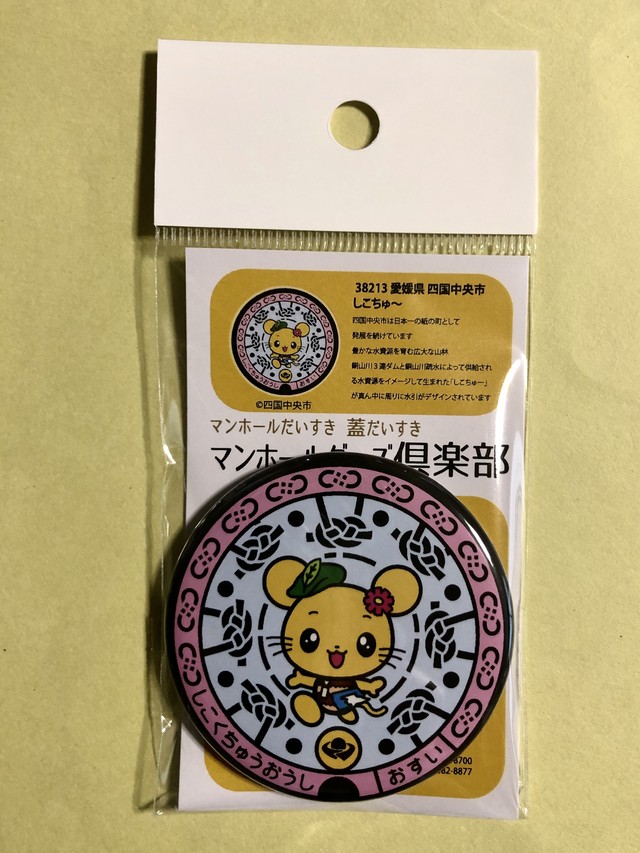 38213 愛媛県 四国中央市
しこちゅ〜
四国中央市は日本一の紙の町として
発展を続けています
豊かな水資源を育む広大な山林
銅山川３連ダムと銅山川疏水によって供給され
る水資源をイメージして生まれた「しこちゅー」
が真ん中に周りに水引がデザインされています
©四国中央市
マンホールだいすき 蓋だいすき
マンホールグッズ倶楽部
しこくちゅうおうし
おすい
-8700
82-8877